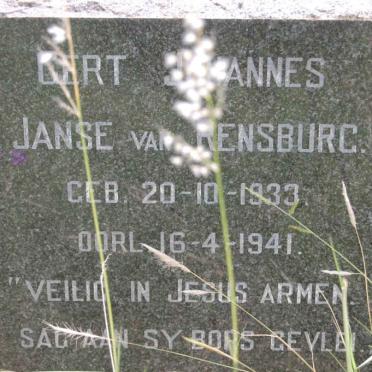 GERT JOHANNES
JANSE VAN RENSBURG.
GEB. 20-10-1933
OORL. 16-4-1941.
"VEILIG IN JESUS ARMEN.
SAG AAN SY BORS GEVLEI